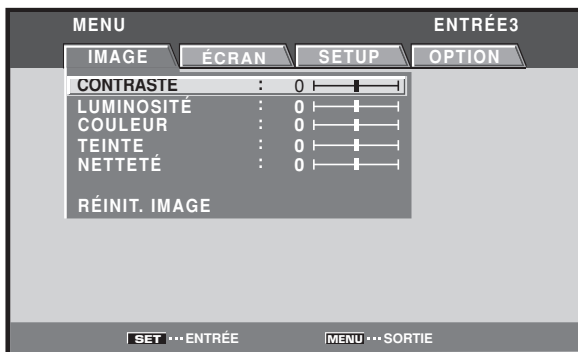 MENU ENTRÉE3
IMAGE ÉCRAN SETUP OPTION
CONTRASTE : 0
LUMINOSITÉ : 0
COULEUR : 0
TEINTE : 0
NETTETÉ : 0
RÉINIT. IMAGE
SET ··· ENTRÉE MENU ··· SORTIE